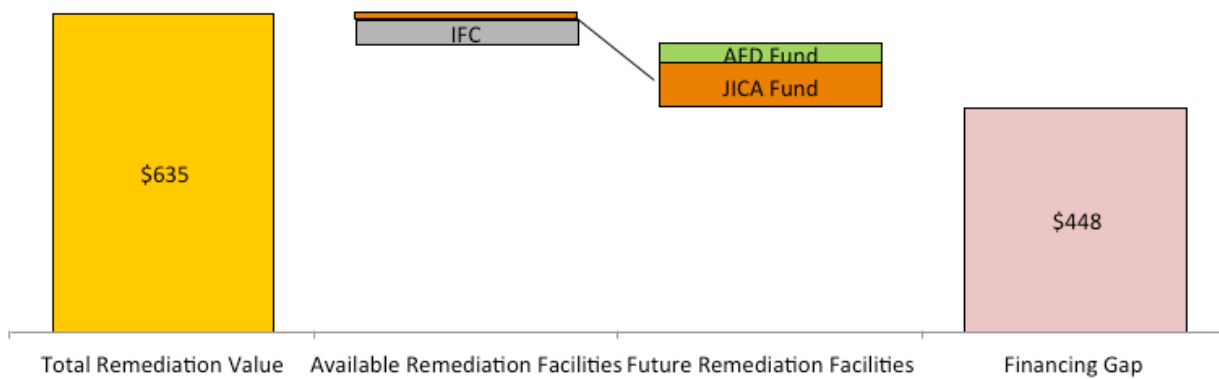 IFC
AFD Fund
JICA Fund
$635
$448
Total Remediation Value
Available Remediation Facilities
Future Remediation Facilities
Financing Gap